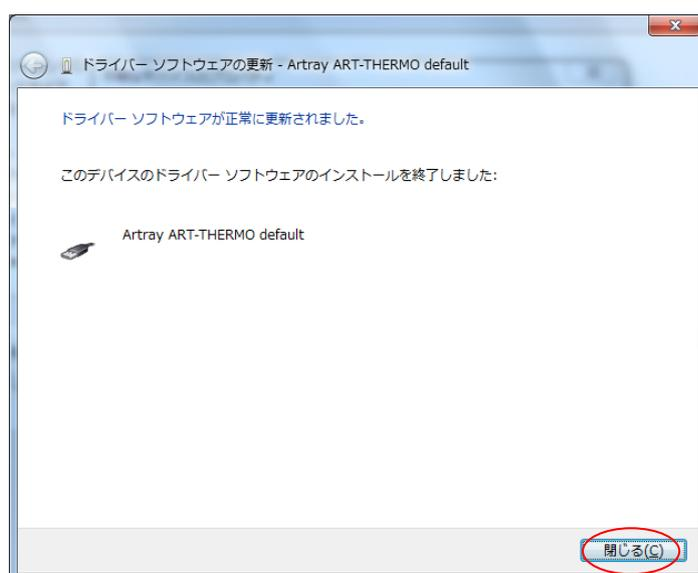 ドライバー ソフトウェアの更新 - Artray ART-THERMO default
ドライバー ソフトウェアが正常に更新されました。
このデバイスのドライバー ソフトウェアのインストールを終了しました:
Artray ART-THERMO default
閉じる(C)